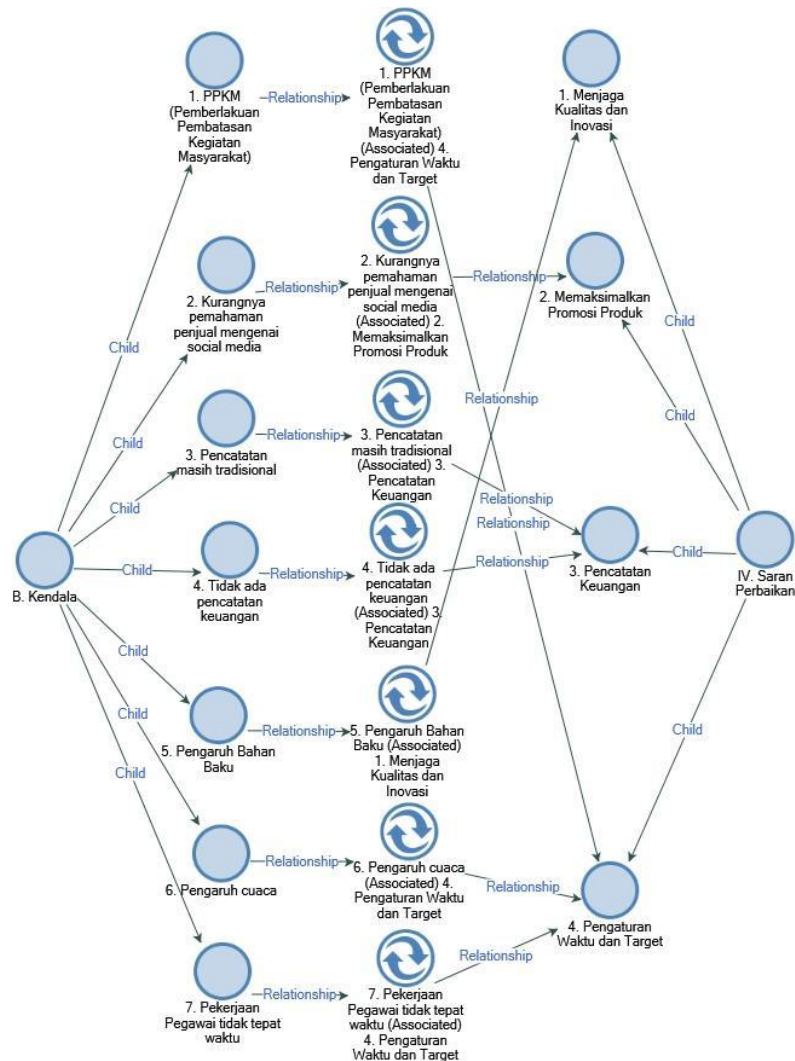 1. PPKM
(Pemberlakuan
Pembatasan
Kegiatan
Masyarakat)
Relationship
1. PPKM
(Pemberlakuan
Pembatasan
Kegiatan
Masyarakat)
(Associated) 4.
Pengaturan Waktu
dan Target
1. Menjaga
Kualitas dan
Inovasi
2. Kurangnya
pemahaman
penjual mengenai
social media
Relationship
2. Kurangnya
pemahaman
penjual mengenai
social media
(Associated) 2.
Memaksimalkan
Promosi Produk
Relationship
2. Memaksimalkan
Promosi Produk
Child
Child
Child
Child
Relationship
3. Pencatatan
masih tradisional
Relationship
3. Pencatatan
masih tradisional
(Associated) 3.
Pencatatan
Keuangan
Relationship
Relationship
Child
B. Kendala
Child
4. Tidak ada
pencatatan
keuangan
Relationship
4. Tidak ada
pencatatan
keuangan
(Associated) 3.
Pencatatan
Keuangan
Relationship
3. Pencatatan
Keuangan
Child
IV. Saran
Perbaikan
Child
5. Pengaruh Bahan
Baku
Relationship
5. Pengaruh Bahan
Baku (Associated)
1. Menjaga
Kualitas dan
Inovasi
Child
Child
Child
6. Pengaruh cuaca
Relationship
6. Pengaruh cuaca
(Associated) 4.
Pengaturan Waktu
dan Target
Relationship
4. Pengaturan
Waktu dan Target
7. Pekerjaan
Pegawai tidak tepat
waktu
Relationship
7. Pekerjaan
Pegawai tidak tepat
waktu (Associated)
4. Pengaturan
Waktu dan Target
Relationship